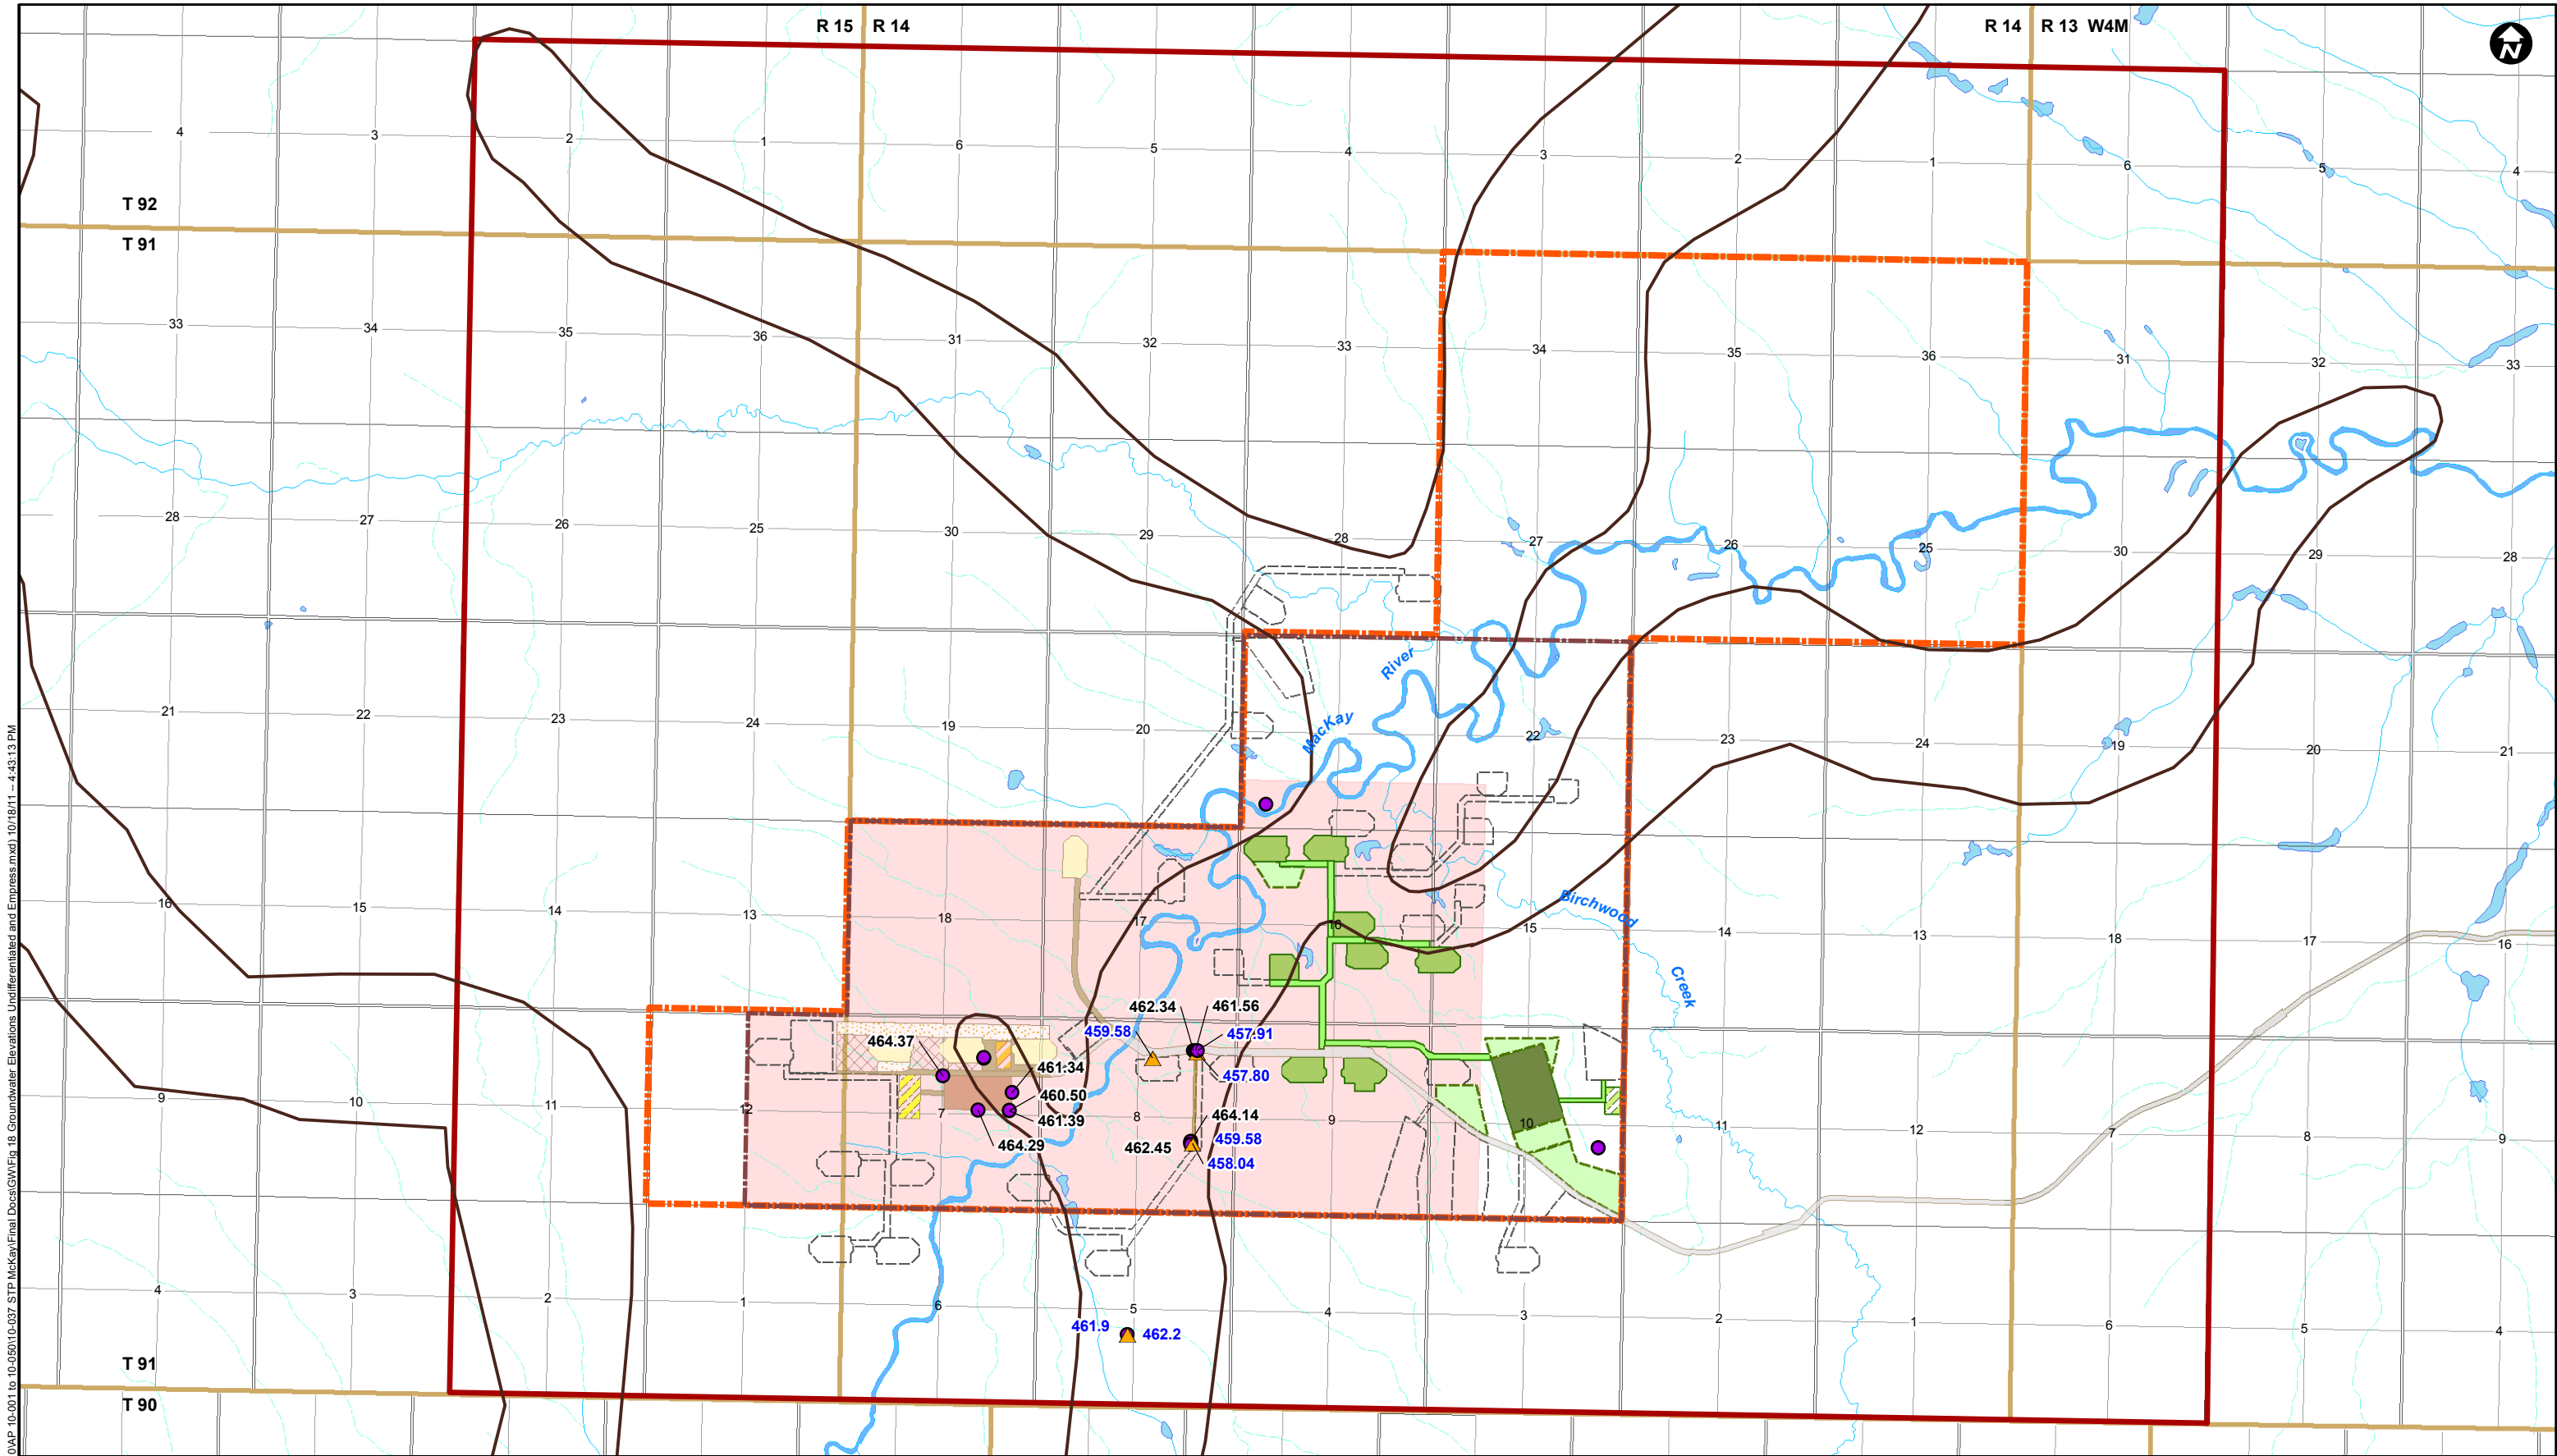 R 15 R 14
R 14 R 13 W4M
N
4 3 2 1 6 5 4 3 2 1 6 5 4
T 92
T 91
33 34 35 36 31 32 33 34 35 36 31 32 33
28 27 26 25 30 29 28 27 26 25 30 29 28
River
MacKay
21 22 23 24 19 20 22 23 24 19 20 21
16 15 14 13 18 17 16 15 14 13 18 17 16
Birchwood
Creek
462.34 461.56
459.58 457.91
464.37
461.34 457.80
460.50
9 10 11 12 7 8 9 10 11 12 7 8 9
461.39 464.14
464.29 462.45 459.58
458.04
4 3 2 1 6 5 4 3 2 1 6 5 4
461.9 462.2
T 91
T 90
0\AP 10-001 to 10-050\10-037 STP McKay\Final Docs\GW\Fig 18 Groundwater Elevations Undifferentiated and Empress.mxd) 10/18/11 -- 4:43:13 PM